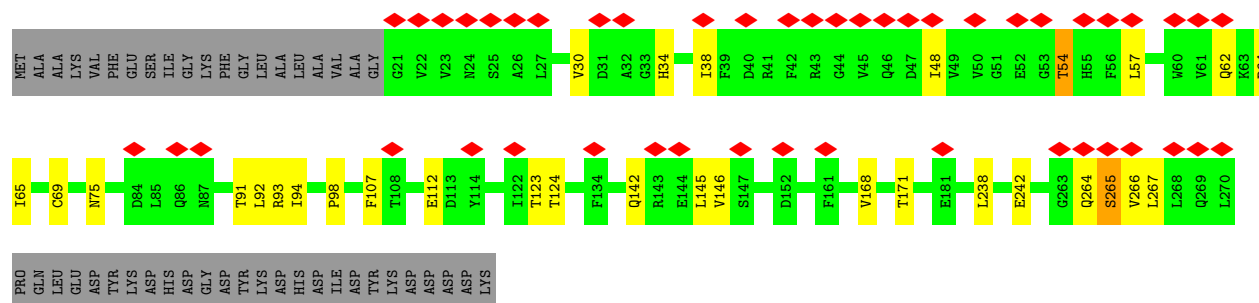 MET ALA ALA LYS VAL PHE GLU SER ILE GLY LYS PHE GLY LEU ALA LEU ALA VAL ALA GLY G21 V22 V23 N24 S25 A26 L27 V30 D31 A32 G33 H34 I38 F39 D40 R41 F42 R43 G44 V45 Q46 D47 I48 V49 V50 G51 E52 G53 T54 H55 F56 L57 W60 V61 Q62 K63
I65 C69 N75 D84 L85 Q86 N87 T91 L92 R93 I94 P98 F107 T108 E112 D113 Y114 I122 T123 T124 F134 Q142 R143 E144 L145 V146 S147 D152 F161 V168 T171 E181 L238 E242 G263 Q264 S265 V266 L267 L268 Q269 L270
PRO GLN LEU GLU ASP TYR LYS ASP HIS ASP GLY ASP TYR LYS ASP HIS ASP ILE ASP TYR LYS ASP ASP ASP ASP LYS